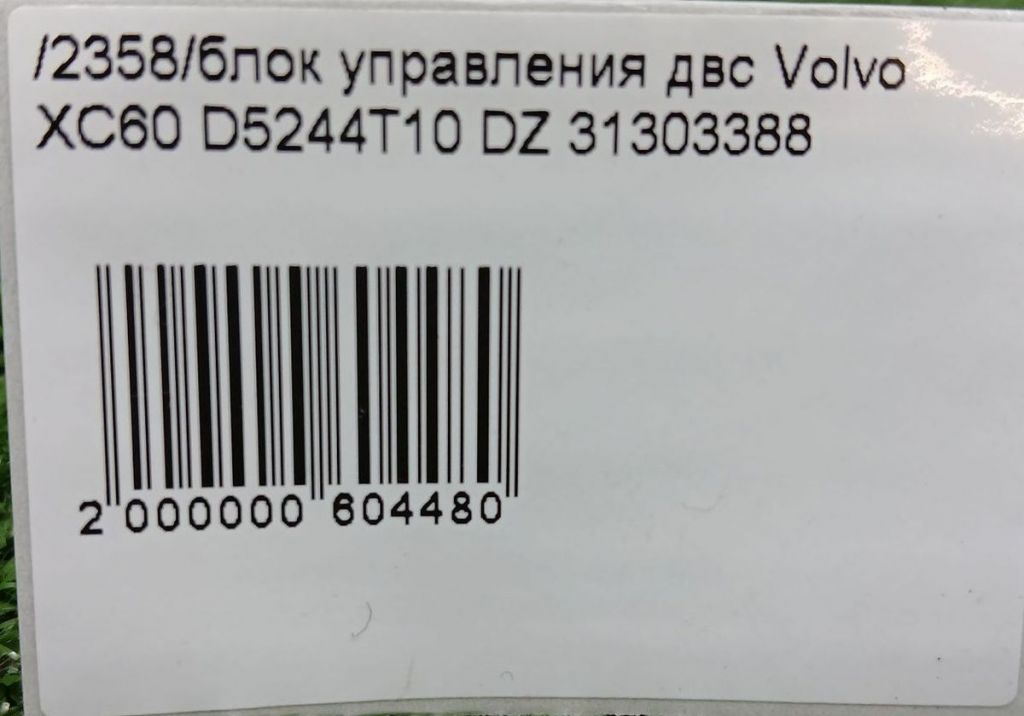 /2358/блок управления двс Volvo
XC60 D5244T10 DZ 31303388
2 000000 604480